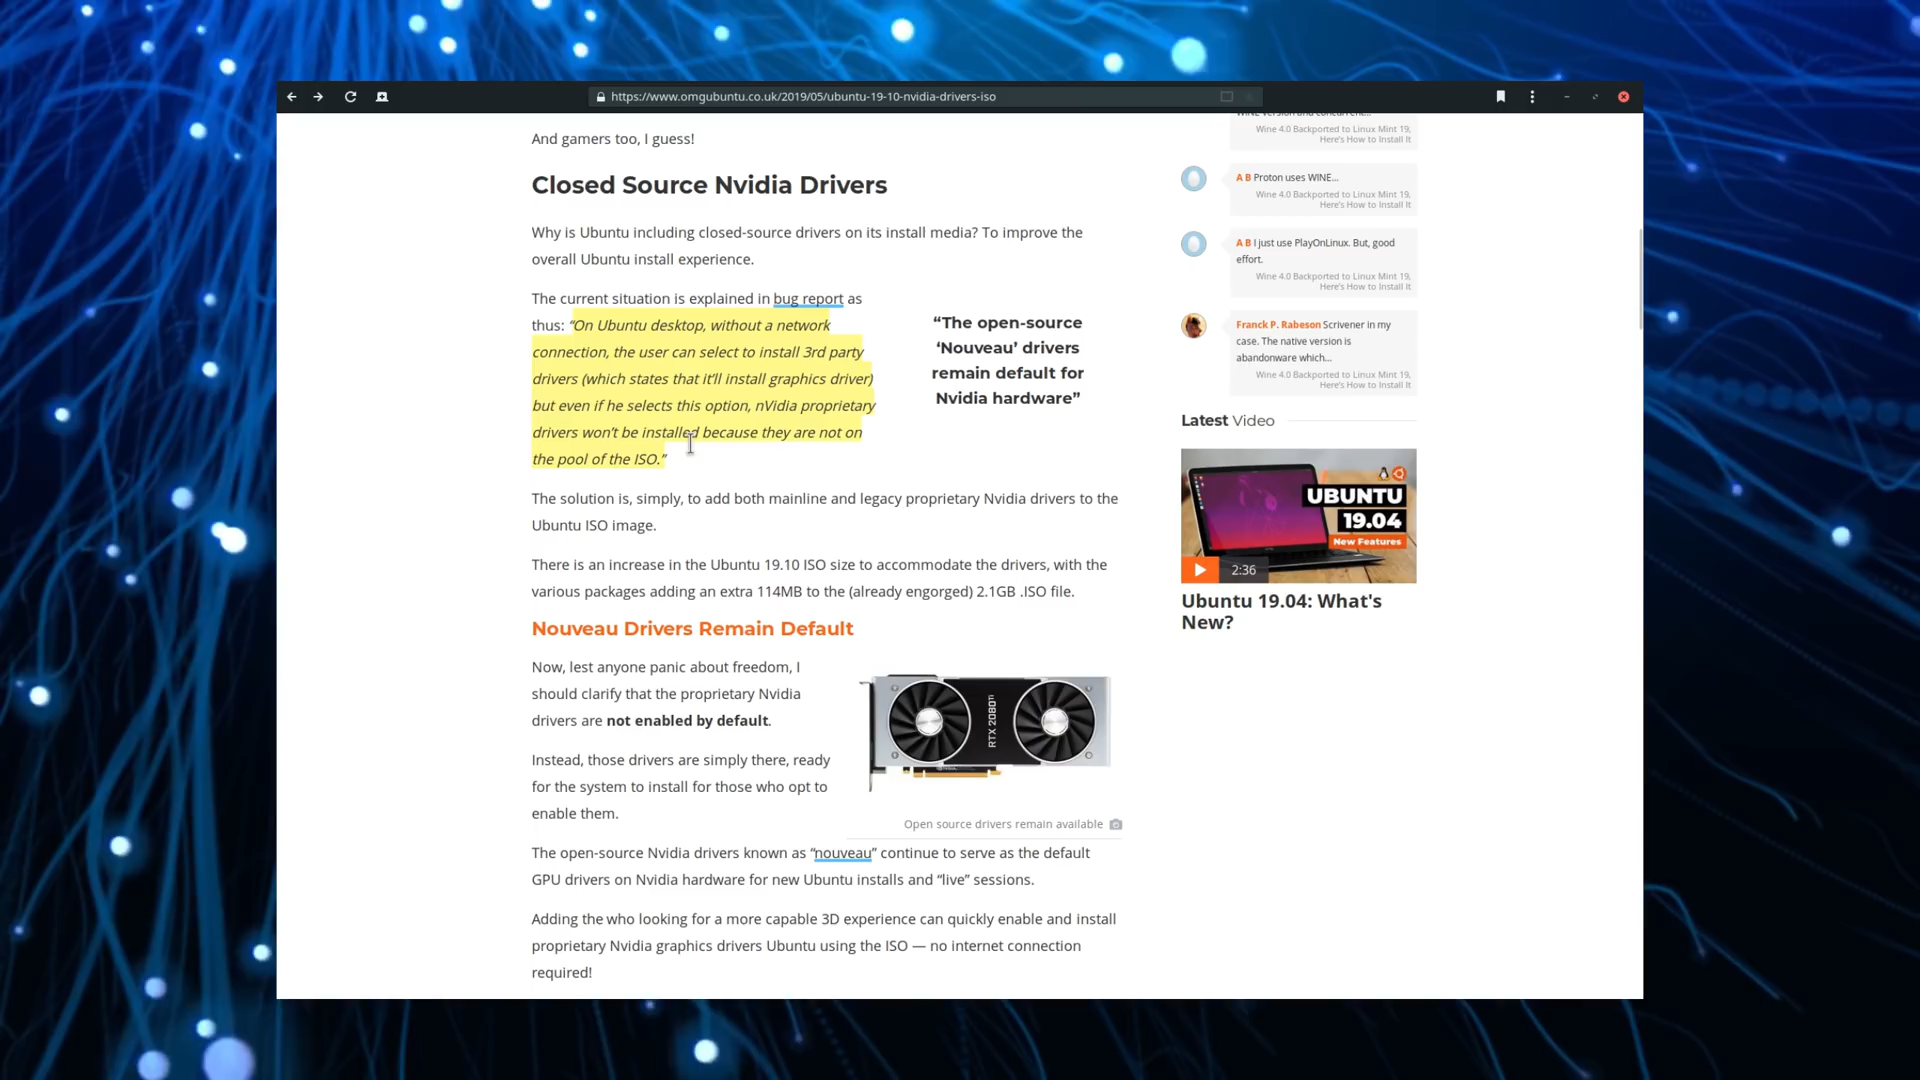 https://www.omgubuntu.co.uk/2019/05/ubuntu-19-10-nvidia-drivers-iso
And gamers too, I guess!
Closed Source Nvidia Drivers
Why is Ubuntu including closed-source drivers on its install media? To improve the
overall Ubuntu install experience.
The current situation is explained in bug report as
thus: “On Ubuntu desktop, without a network
connection, the user can select to install 3rd party
drivers (which states that it’ll install graphics driver)
but even if he selects this option, nVidia proprietary
drivers won’t be installed because they are not on
the pool of the ISO.”
“The open-source
‘Nouveau’ drivers
remain default for
Nvidia hardware”
The solution is, simply, to add both mainline and legacy proprietary Nvidia drivers to the
Ubuntu ISO image.
There is an increase in the Ubuntu 19.10 ISO size to accommodate the drivers, with the
various packages adding an extra 114MB to the (already engorged) 2.1GB .ISO file.
Nouveau Drivers Remain Default
Now, lest anyone panic about freedom, I
should clarify that the proprietary Nvidia
drivers are not enabled by default.
Instead, those drivers are simply there, ready
for the system to install for those who opt to
enable them.
RTX 2080Ti
Open source drivers remain available
The open-source Nvidia drivers known as “nouveau” continue to serve as the default
GPU drivers on Nvidia hardware for new Ubuntu installs and “live” sessions.
Adding the who looking for a more capable 3D experience can quickly enable and install
proprietary Nvidia graphics drivers Ubuntu using the ISO — no internet connection
required!
Wine 4.0 Backported to Linux Mint 19,
Here’s How to Install It
A B Proton uses WINE...
Wine 4.0 Backported to Linux Mint 19,
Here’s How to Install It
A B I just use PlayOnLinux. But, good
effort.
Wine 4.0 Backported to Linux Mint 19,
Here’s How to Install It
Franck P. Rabeson Scrivener in my
case. The native version is
abandonware which...
Wine 4.0 Backported to Linux Mint 19,
Here’s How to Install It
Latest Video
UBUNTU
19.04
New Features
2:36
Ubuntu 19.04: What's
New?